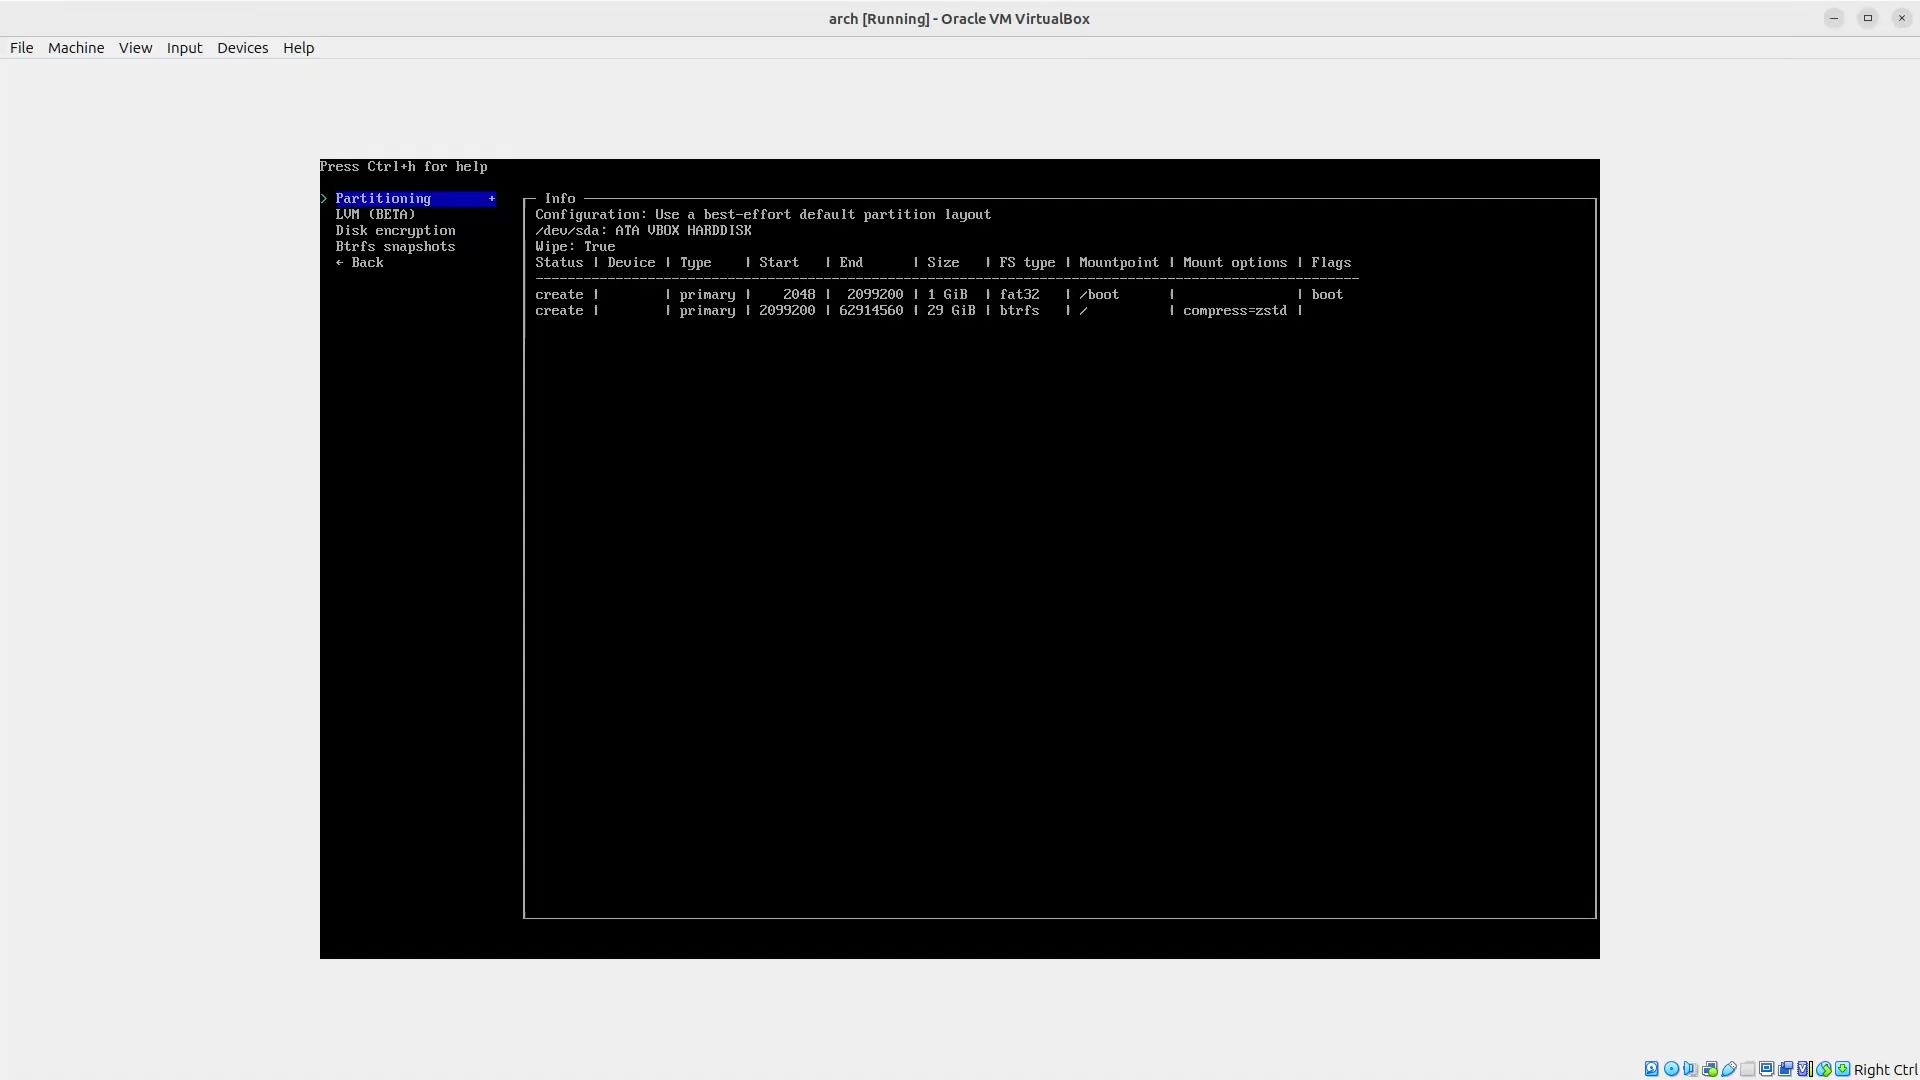 arch [Running] - Oracle VM VirtualBox
File Machine View Input Devices Help
Press Ctrl+h for help
> Partitioning +
LVM (BETA)
Disk encryption
Btrfs snapshots
← Back
Info
Configuration: Use a best-effort default partition layout
/dev/sda: ATA VBOX HARDDISK
Wipe: True
Status | Device | Type | Start | End | Size | FS type | Mountpoint | Mount options | Flags
create | | primary | 2048 | 2099200 | 1 GiB | fat32 | /boot | | boot
create | | primary | 2099200 | 62914560 | 29 GiB | btrfs | / | compress=zstd |
Right Ctrl